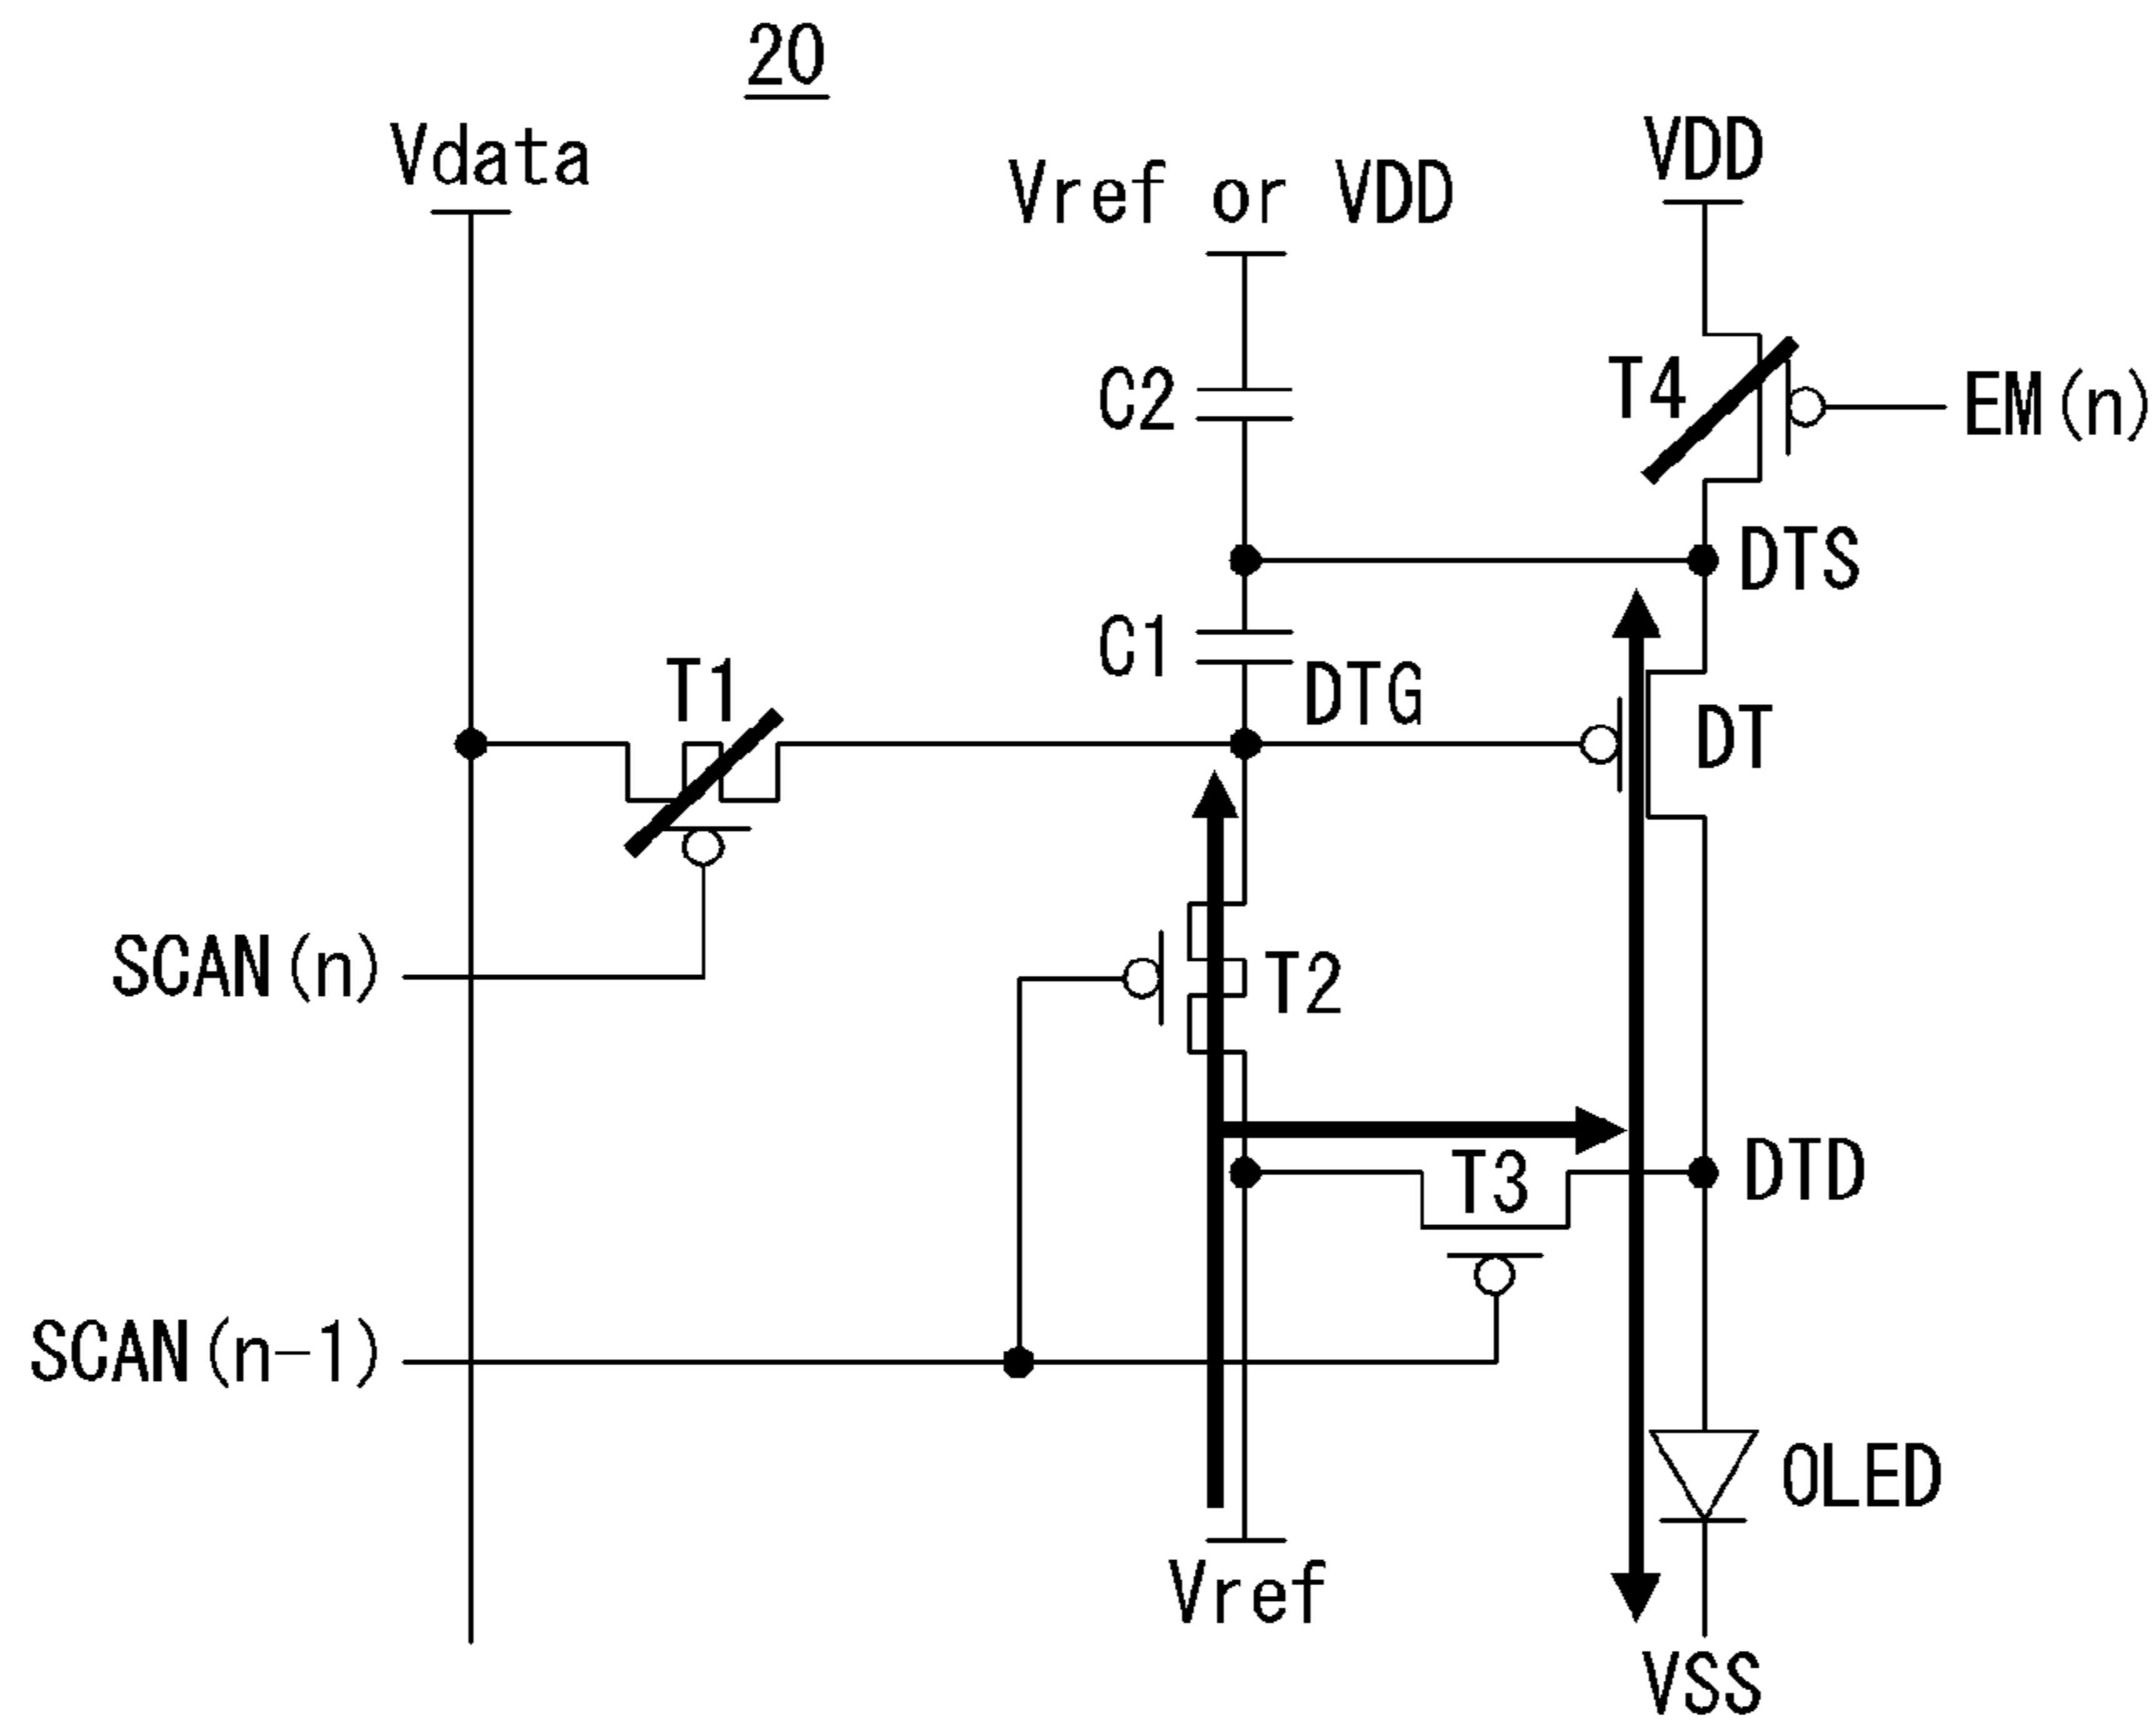 20
Vdata
Vref or VDD
VDD
C2
T4
EM(n)
DTS
C1
T1
DTG
DT
SCAN(n)
T2
T3
DTD
SCAN(n-1)
OLED
Vref
VSS